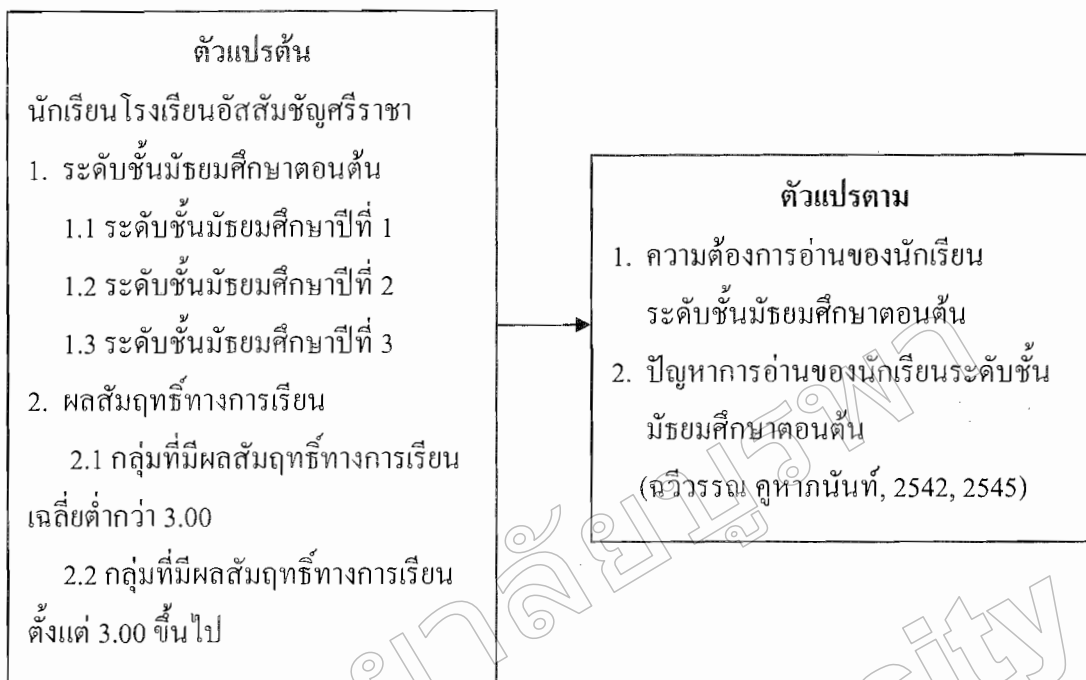 ตัวแปรต้น
นักเรียนโรงเรียนอัสสัมชัญศรีราชา
1. ระดับชั้นมัธยมศึกษาตอนต้น
1.1 ระดับชั้นมัธยมศึกษาปีที่ 1
1.2 ระดับชั้นมัธยมศึกษาปีที่ 2
1.3 ระดับชั้นมัธยมศึกษาปีที่ 3
2. ผลสัมฤทธิ์ทางการเรียน
2.1 กลุ่มที่มีผลสัมฤทธิ์ทางการเรียน
เฉลี่ยต่ำกว่า 3.00
2.2 กลุ่มที่มีผลสัมฤทธิ์ทางการเรียน
ตั้งแต่ 3.00 ขึ้นไป
ตัวแปรตาม
1. ความต้องการอ่านของนักเรียน
ระดับชั้นมัธยมศึกษาตอนต้น
2. ปัญหาการอ่านของนักเรียนระดับชั้น
มัธยมศึกษาตอนต้น
(ฉวีวรรณ คูหาภนันท์, 2542, 2545)